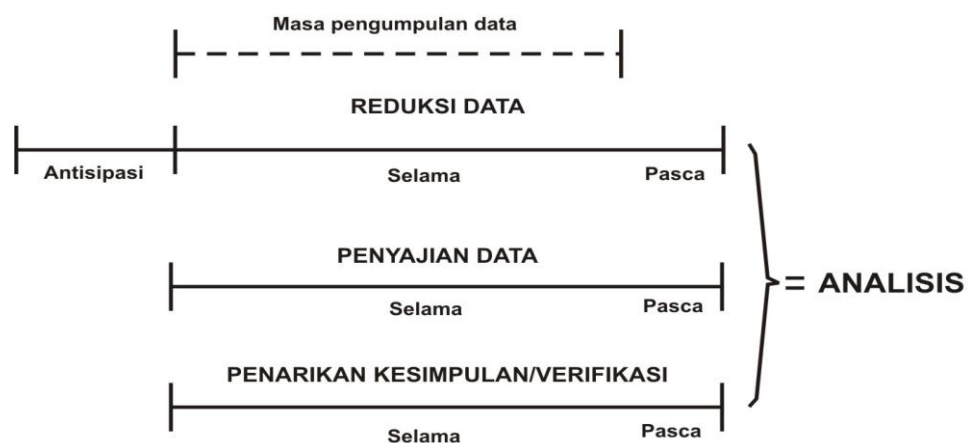 Masa pengumpulan data
REDUKSI DATA
Antisipasi
Selama
Pasca
PENYAJIAN DATA
Selama
Pasca
= ANALISIS
PENARIKAN KESIMPULAN/VERIFIKASI
Selama
Pasca